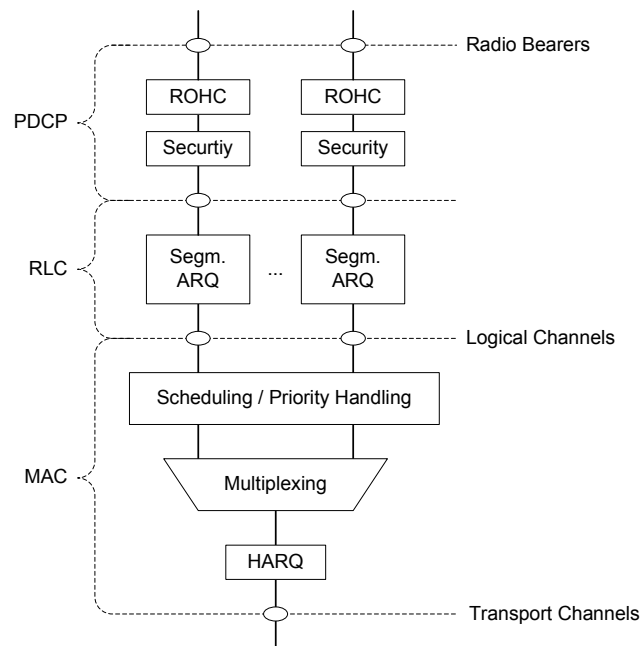 Radio Bearers
ROHC
ROHC
PDCP
Securtiy
Security
Segm.
ARQ
...
Segm.
ARQ
RLC
Logical Channels
Scheduling / Priority Handling
MAC
Multiplexing
HARQ
Transport Channels